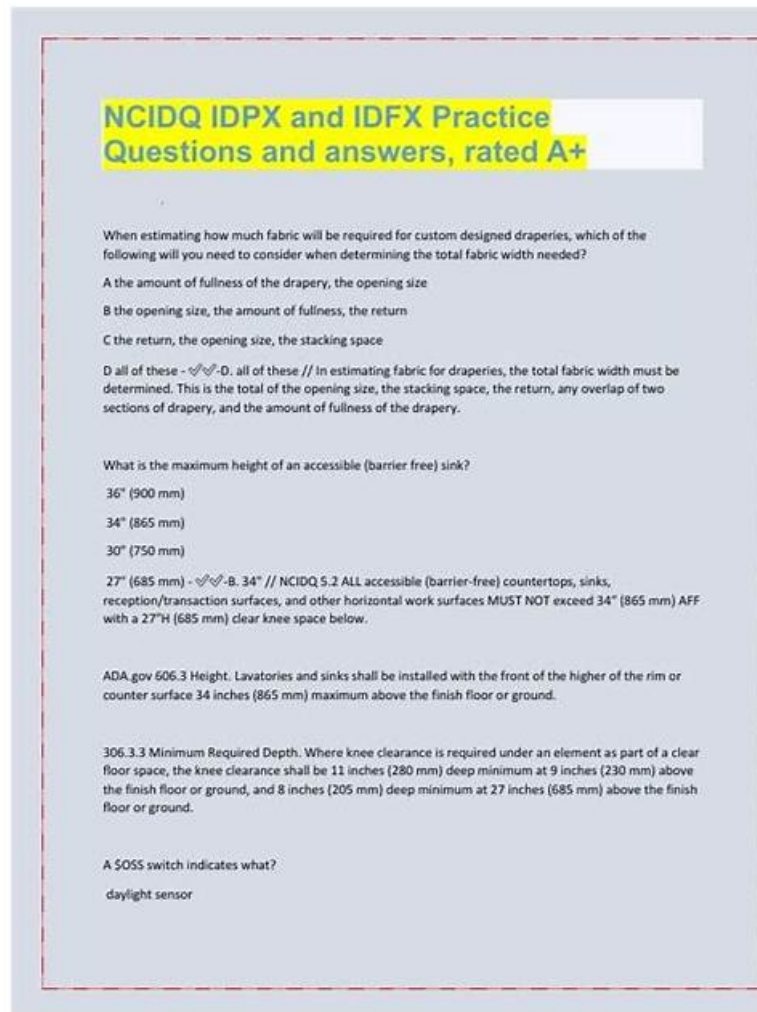 NCIDQ IDPX and IDFX Practice
Questions and answers, rated A+
When estimating how much fabric will be required for custom designed draperies, which of the
following will you need to consider when determining the total fabric width needed?
A the amount of fullness of the drapery, the opening size
B the opening size, the amount of fullness, the return
C the return, the opening size, the stacking space
D all of these - ✅✅-D. all of these // In estimating fabric for draperies, the total fabric width must be
determined. This is the total of the opening size, the stacking space, the return, any overlap of two
sections of drapery, and the amount of fullness of the drapery.
What is the maximum height of an accessible (barrier free) sink?
36" (900 mm)
34" (865 mm)
30" (750 mm)
27" (685 mm) - ✅✅-B. 34" // NCIDQ 5.2 ALL accessible (barrier-free) countertops, sinks,
reception/transaction surfaces, and other horizontal work surfaces MUST NOT exceed 34" (865 mm) AFF
with a 27"H (685 mm) clear knee space below.
ADA.gov 606.3 Height. Lavatories and sinks shall be installed with the front of the higher of the rim or
counter surface 34 inches (865 mm) maximum above the finish floor or ground.
306.3.3 Minimum Required Depth. Where knee clearance is required under an element as part of a clear
floor space, the knee clearance shall be 11 inches (280 mm) deep minimum at 9 inches (230 mm) above
the finish floor or ground, and 8 inches (205 mm) deep minimum at 27 inches (685 mm) above the finish
floor or ground.
A $OSS switch indicates what?
daylight sensor